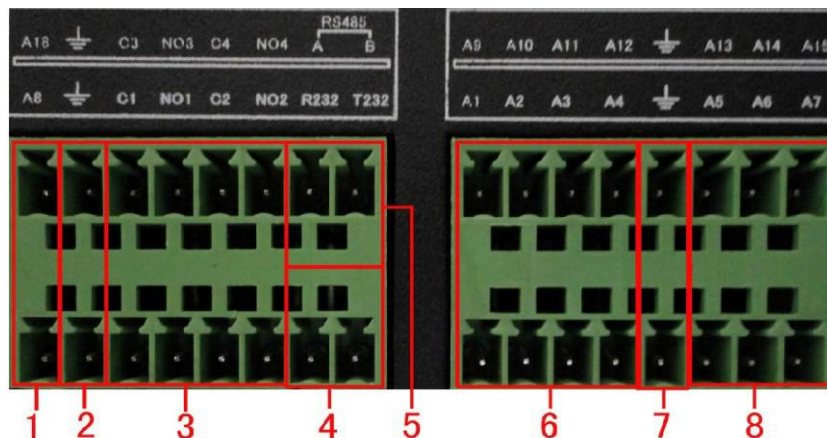 RS485
A18 C3 NO3 C4 NO4 A B
A8 C1 NO1 C2 NO2 R232 T232
A9 A10 A11 A12 A13 A14 A15
A1 A2 A3 A4 A5 A6 A7
1 2 3 4 5
6 7 8